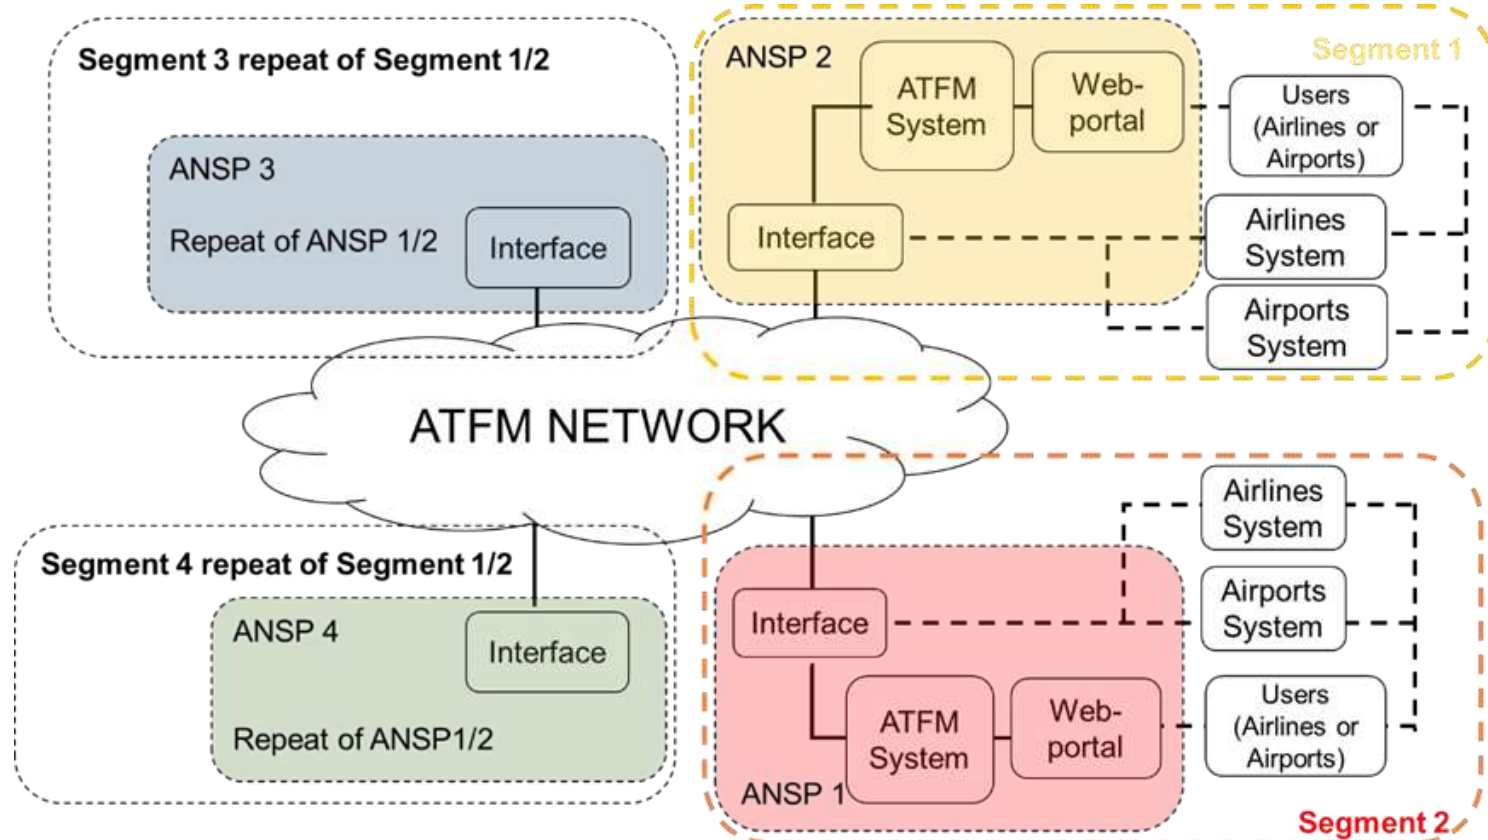 Segment 3 repeat of Segment 1/2
ANSP 3
Repeat of ANSP 1/2
Interface
ANSP 2
ATFM
System
Web-
portal
Interface
Segment 1
Users
(Airlines or
Airports)
Airlines
System
Airports
System
ATFM NETWORK
Segment 4 repeat of Segment 1/2
ANSP 4
Interface
Repeat of ANSP1/2
Airlines
System
Airports
System
Interface
ATFM
System
Web-
portal
Users
(Airlines or
Airports)
ANSP 1
Segment 2